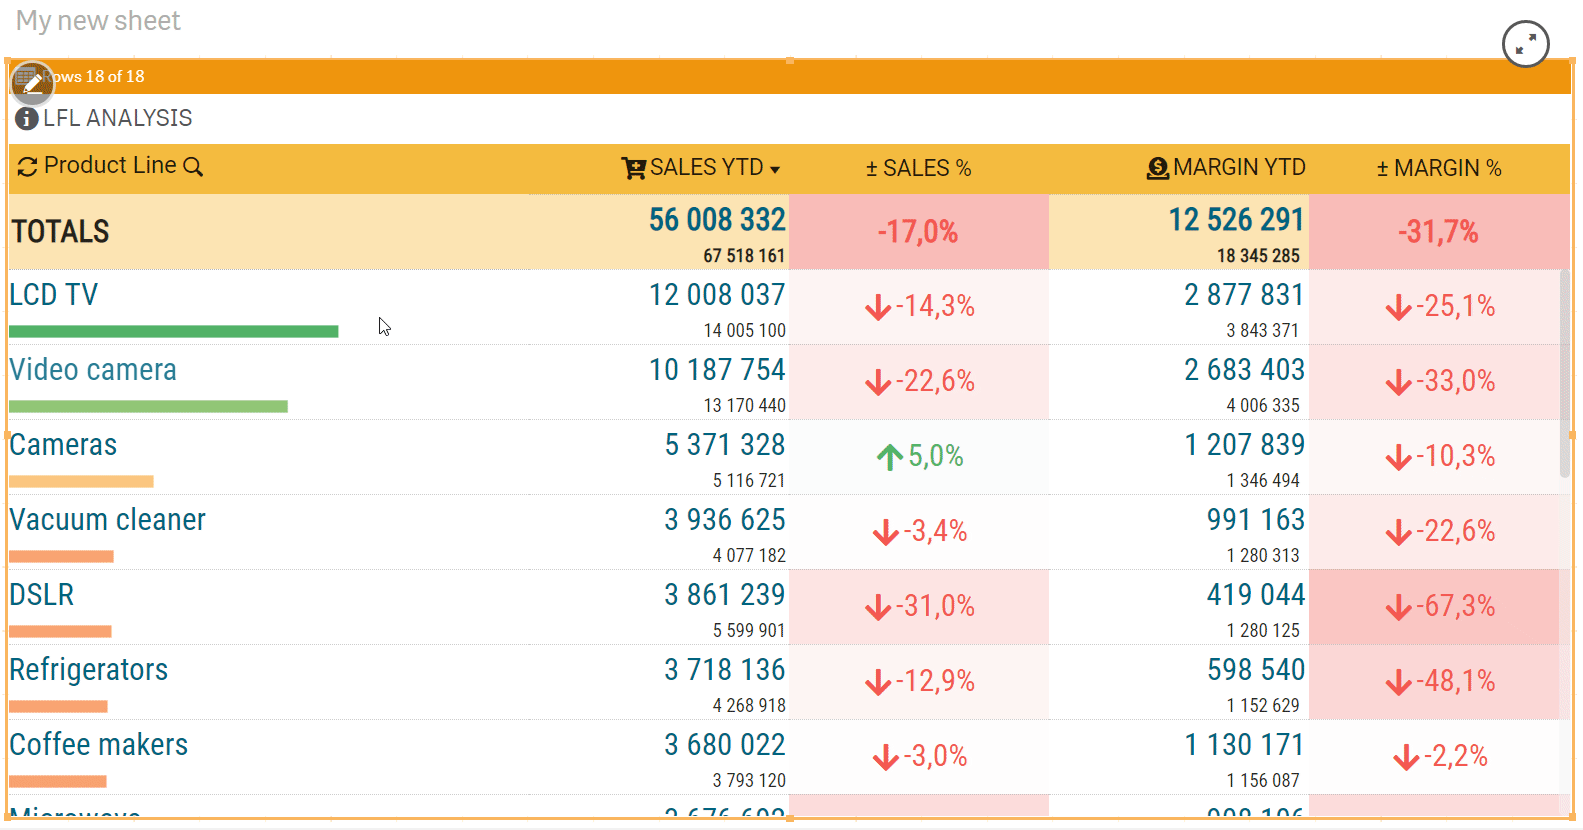 My new sheet
Rows 18 of 18
LFL ANALYSIS
Product Line SALES YTD ± SALES % MARGIN YTD ± MARGIN %
TOTALS 56 008 332 -17,0% 12 526 291 -31,7%
67 518 161 18 345 285
LCD TV 12 008 037 -14,3% 2 877 831 -25,1%
14 005 100 3 843 371
Video camera 10 187 754 -22,6% 2 683 403 -33,0%
13 170 440 4 006 335
Cameras 5 371 328 5,0% 1 207 839 -10,3%
5 116 721 1 346 494
Vacuum cleaner 3 936 625 -3,4% 991 163 -22,6%
4 077 182 1 280 313
DSLR 3 861 239 -31,0% 419 044 -67,3%
5 599 901 1 280 125
Refrigerators 3 718 136 -12,9% 598 540 -48,1%
4 268 918 1 152 629
Coffee makers 3 680 022 -3,0% 1 130 171 -2,2%
3 793 120 1 156 087